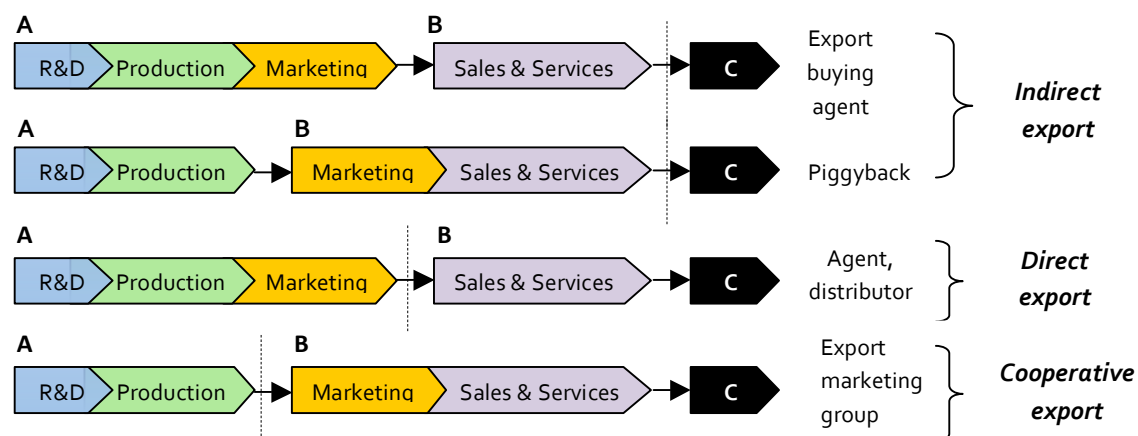 A B
R&D Production Marketing Sales & Services C
Export
buying
agent
A B
R&D Production Marketing Sales & Services C
Piggyback
Indirect
export
A B
R&D Production Marketing Sales & Services C
Agent,
distributor
Direct
export
A B
R&D Production Marketing Sales & Services C
Export
marketing
group
Cooperative
export